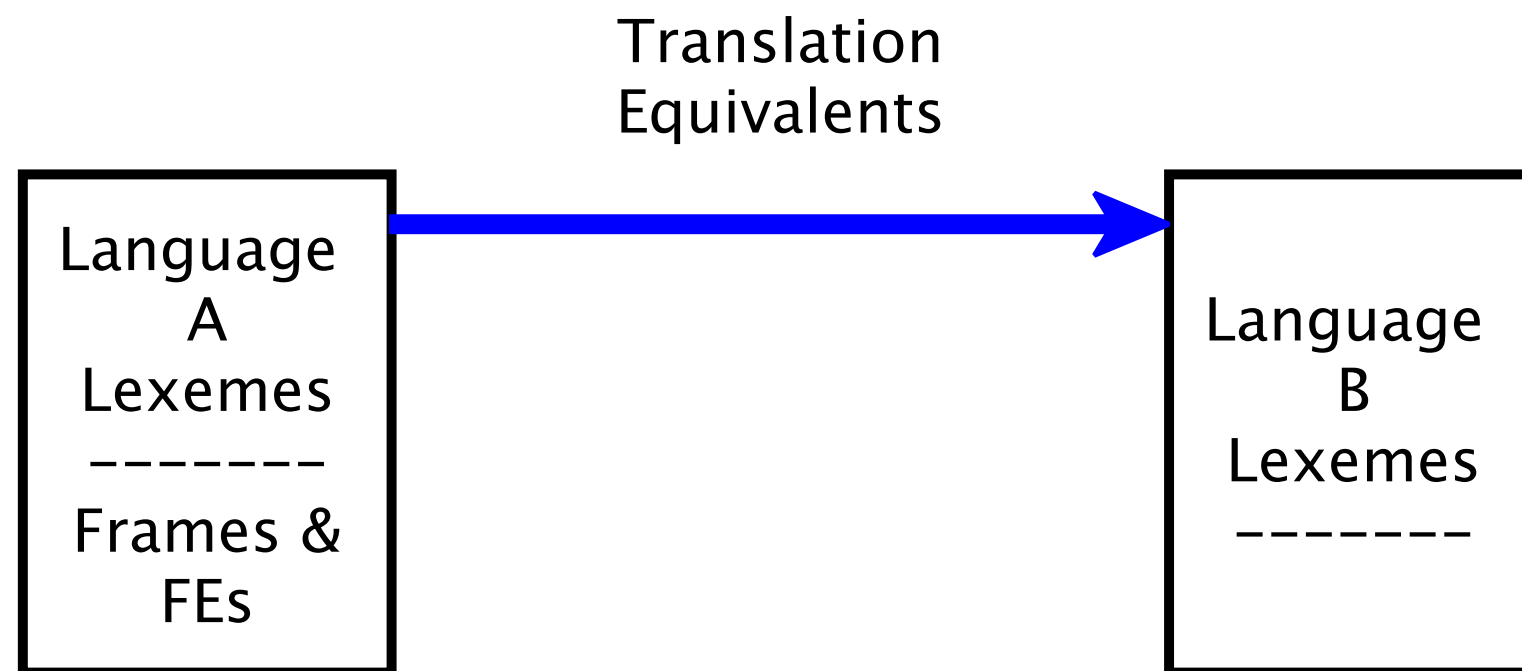 Translation
Equivalents
Language
A
Lexemes
-------
Frames &
FEs
Language
B
Lexemes
-------